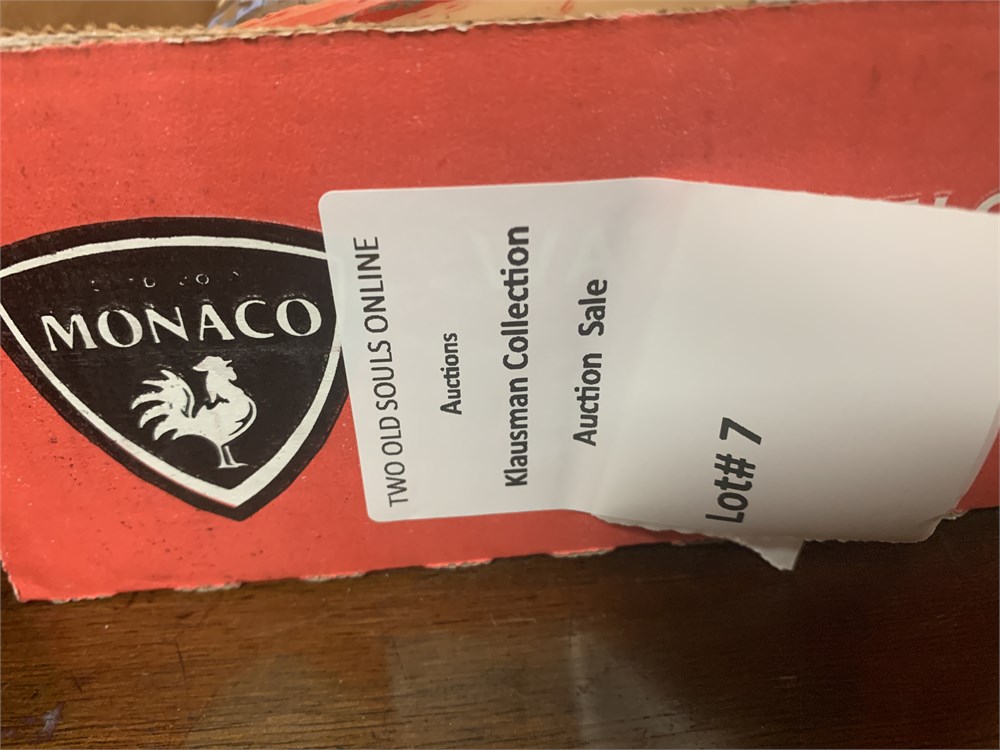 MONACO
TWO OLD SOULS ONLINE
Auctions
Klausman Collection
Auction Sale
Lot# 7